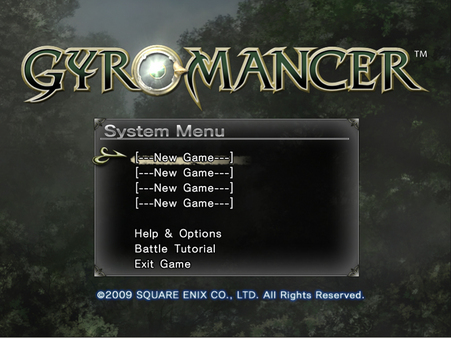 GYROMANCER™
System Menu
[---New Game---]
[---New Game---]
[---New Game---]
[---New Game---]
Help & Options
Battle Tutorial
Exit Game
©2009 SQUARE ENIX CO., LTD. All Rights Reserved.